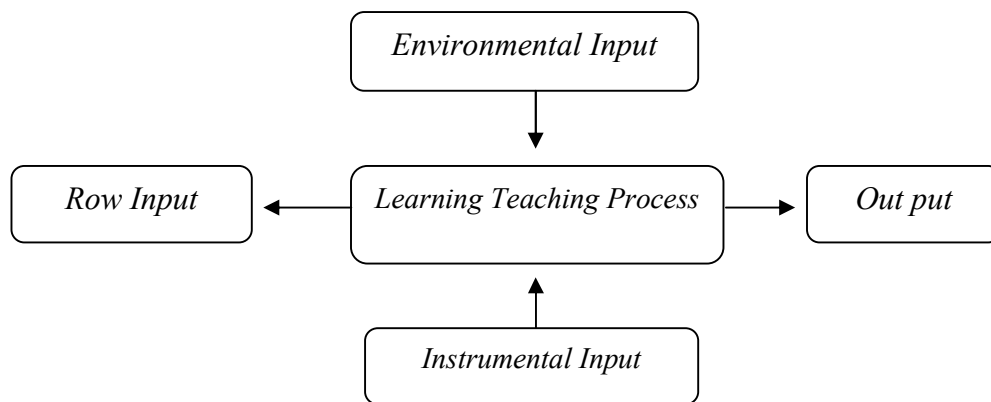 Environmental Input
Row Input
Learning Teaching Process
Out put
Instrumental Input